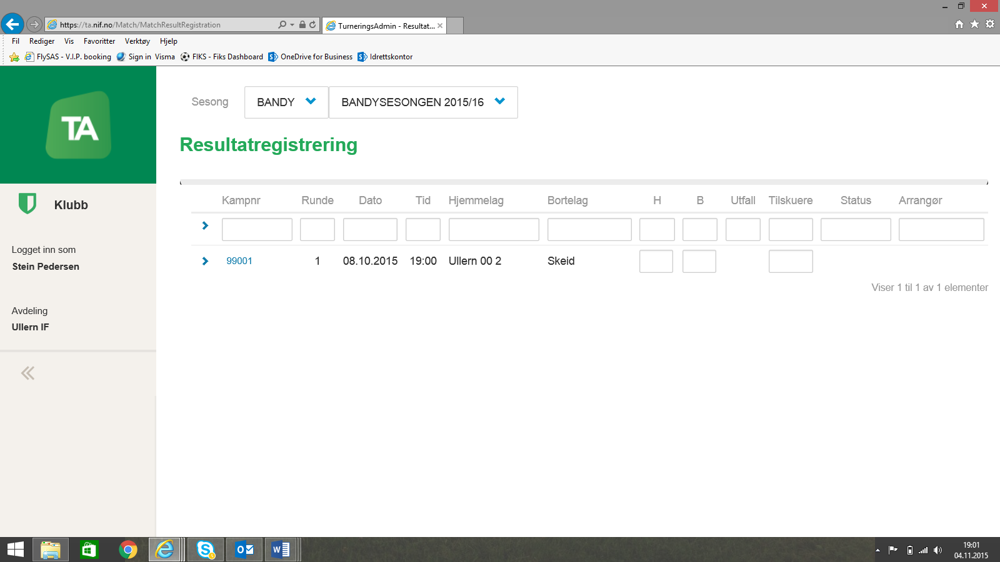 https://ta.nif.no/Match/MatchResultRegistration
TurneringsAdmin - Resultat...
Fil Rediger Vis Favoritter Verktøy Hjelp
FlySAS - V.I.P. booking Sign in Visma FIKS - Fiks Dashboard OneDrive for Business Idrettskontor
TA
Sesong BANDY BANDYSESONGEN 2015/16
Resultatregistrering
Klubb
Logget inn som
Stein Pedersen
Avdeling
Ullern IF
Kampnr Runde Dato Tid Hjemmelag Bortelag H B Utfall Tilskuere Status Arrangør
99001 1 08.10.2015 19:00 Ullern 00 2 Skeid
Viser 1 til 1 av 1 elementer
19:01
04.11.2015